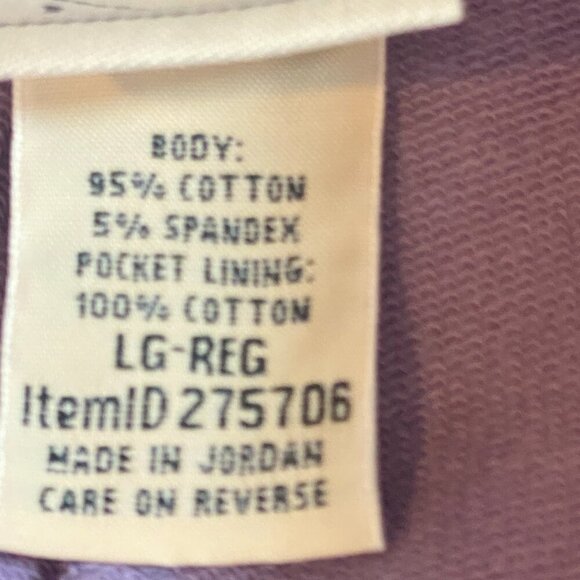 BODY:
95% COTTON
5% SPANDEX
POCKET LINING:
100% COTTON
LG-REG
ItemID 275706
MADE IN JORDAN
CARE ON REVERSE